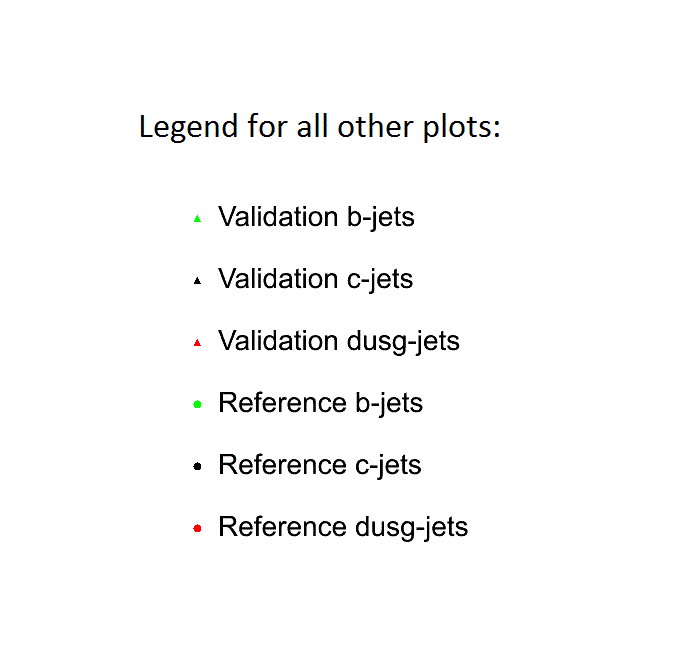 Legend for all other plots:
Validation b-jets
Validation c-jets
Validation dusg-jets
Reference b-jets
Reference c-jets
Reference dusg-jets